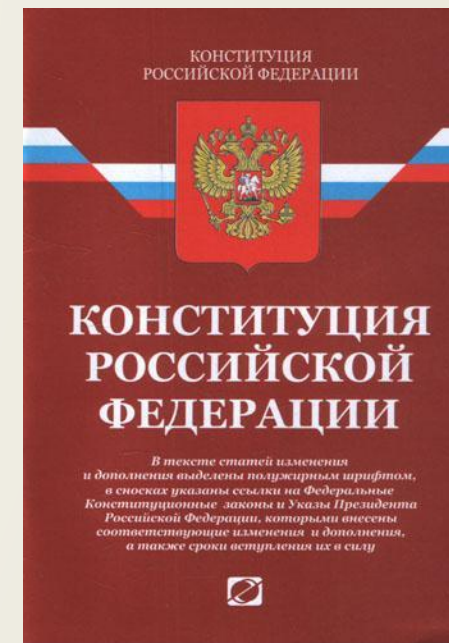 КОНСТИТУЦИЯ
РОССИЙСКОЙ ФЕДЕРАЦИИ
КОНСТИТУЦИЯ
РОССИЙСКОЙ
ФЕДЕРАЦИИ
В тексте статей изменения
и дополнения выделены полужирным шрифтом,
в сносках указаны ссылки на Федеральные
Конституционные законы и Указы Президента
Российской Федерации, которыми внесены
соответствующие изменения и дополнения,
а также сроки вступления их в силу